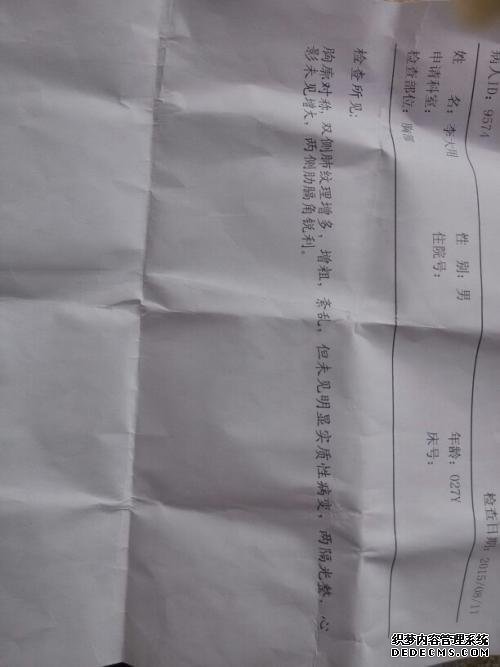 病人ID: 9574
检查日期: 2015/08/11
姓 名: 李大用
性 别: 男
年龄: 027Y
申请科室:
住院号:
床号:
检查部位: 胸部
检查所见:
胸廓对称, 双侧肺纹理增多, 增粗, 紊乱, 但未见明显实质性病变, 两隔光整, 心
影未见增大, 两侧肋膈角锐利。
织梦内容管理系统
DEDECMS.COM